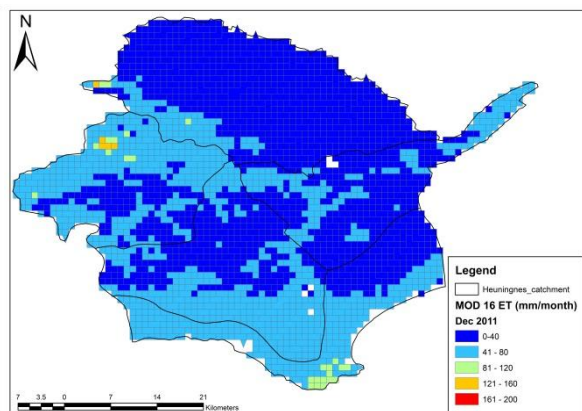 N
Legend
Heuningnes_catchment
MOD 16 ET (mm/month)
Dec 2011
0-40
41 - 80
81 - 120
121 - 160
161 - 200
7 3.5 0 7 14 21
Kilometers